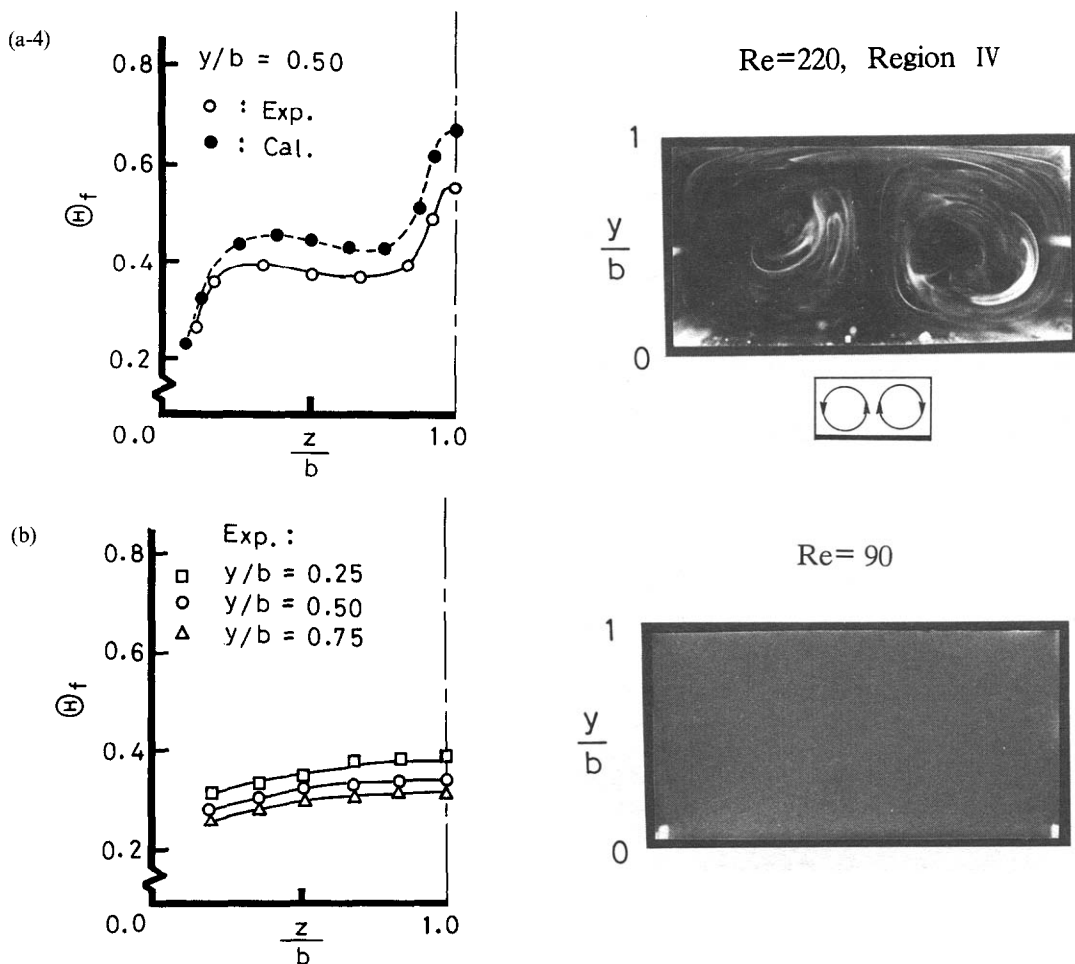 (a-4)
0.8
0.6
0.4
0.2
0.0
Θf
y/b = 0.50
○ : Exp.
● : Cal.
z/b
1.0
Re=220, Region IV
1
y/b
0
(b)
0.8
0.6
0.4
0.2
0.0
Θf
Exp. :
□ y/b = 0.25
○ y/b = 0.50
△ y/b = 0.75
z/b
1.0
Re= 90
1
y/b
0